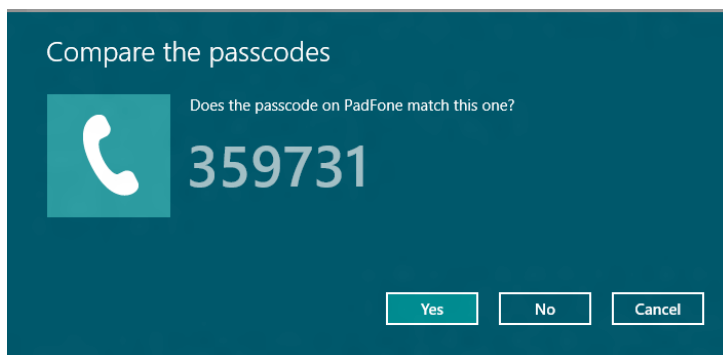 Compare the passcodes
Does the passcode on PadFone match this one?
359731
Yes No Cancel